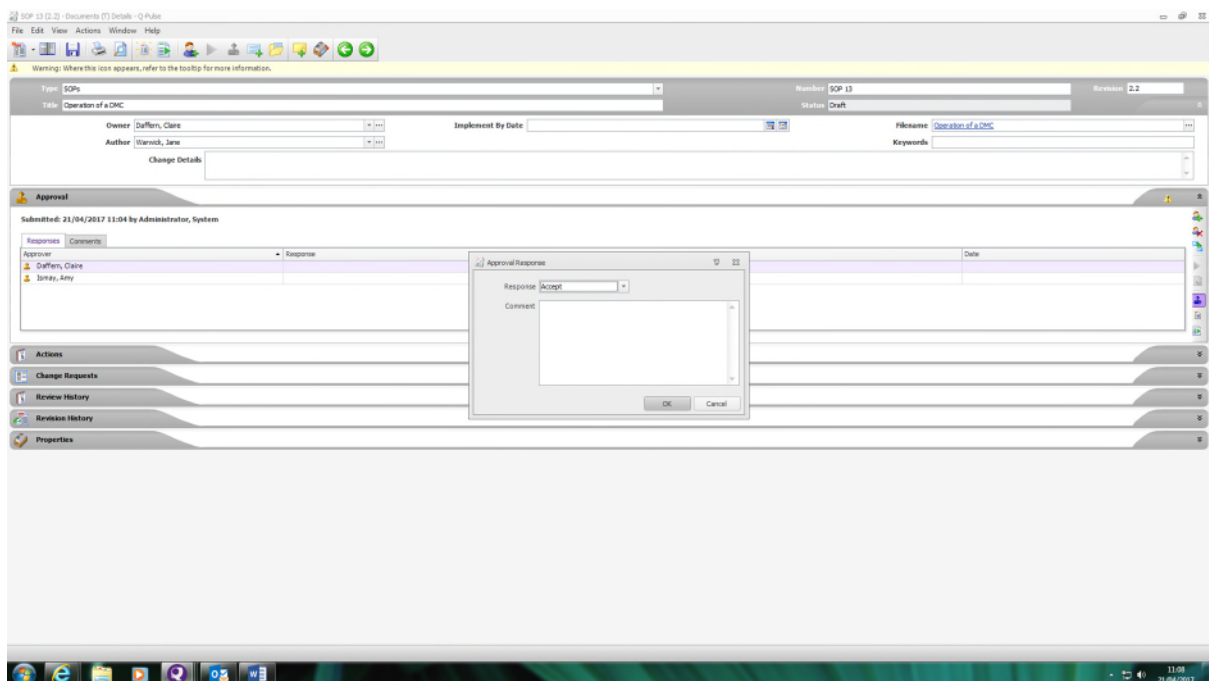 SOP 13 (2.2) - Documents (T) Details - Q-Pulse
File Edit View Actions Window Help
Warning: Where this icon appears, refer to the tooltip for more information.
Type SOPs Number SOP 13 Revision 2.2
Title Operation of a DMC Status Draft
Owner Daffern, Claire Implement By Date Filename Operation of a DMC
Author Warwick, Jane Keywords
Change Details
Approval
Submitted: 21/04/2017 11:04 by Administrator, System
Responses Comments
Approver Response Date
Daffern, Claire
Ismay, Amy
Approval Response
Response Accept
Comment
OK Cancel
Actions
Change Requests
Review History
Revision History
Properties
11:08
21/04/2017